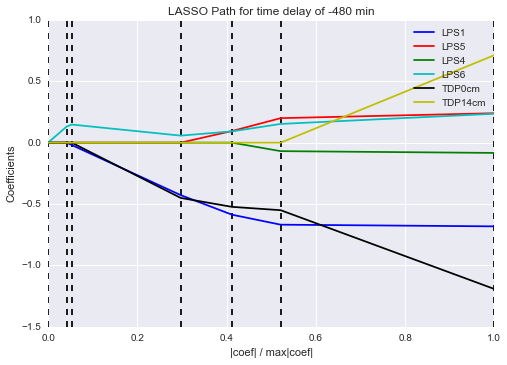 LASSO Path for time delay of -480 min
1.0
0.5
0.0
−0.5
−1.0
−1.5
Coefficients
LPS1
LPS5
LPS4
LPS6
TDP0cm
TDP14cm
0.0 0.2 0.4 0.6 0.8 1.0
|coef| / max|coef|